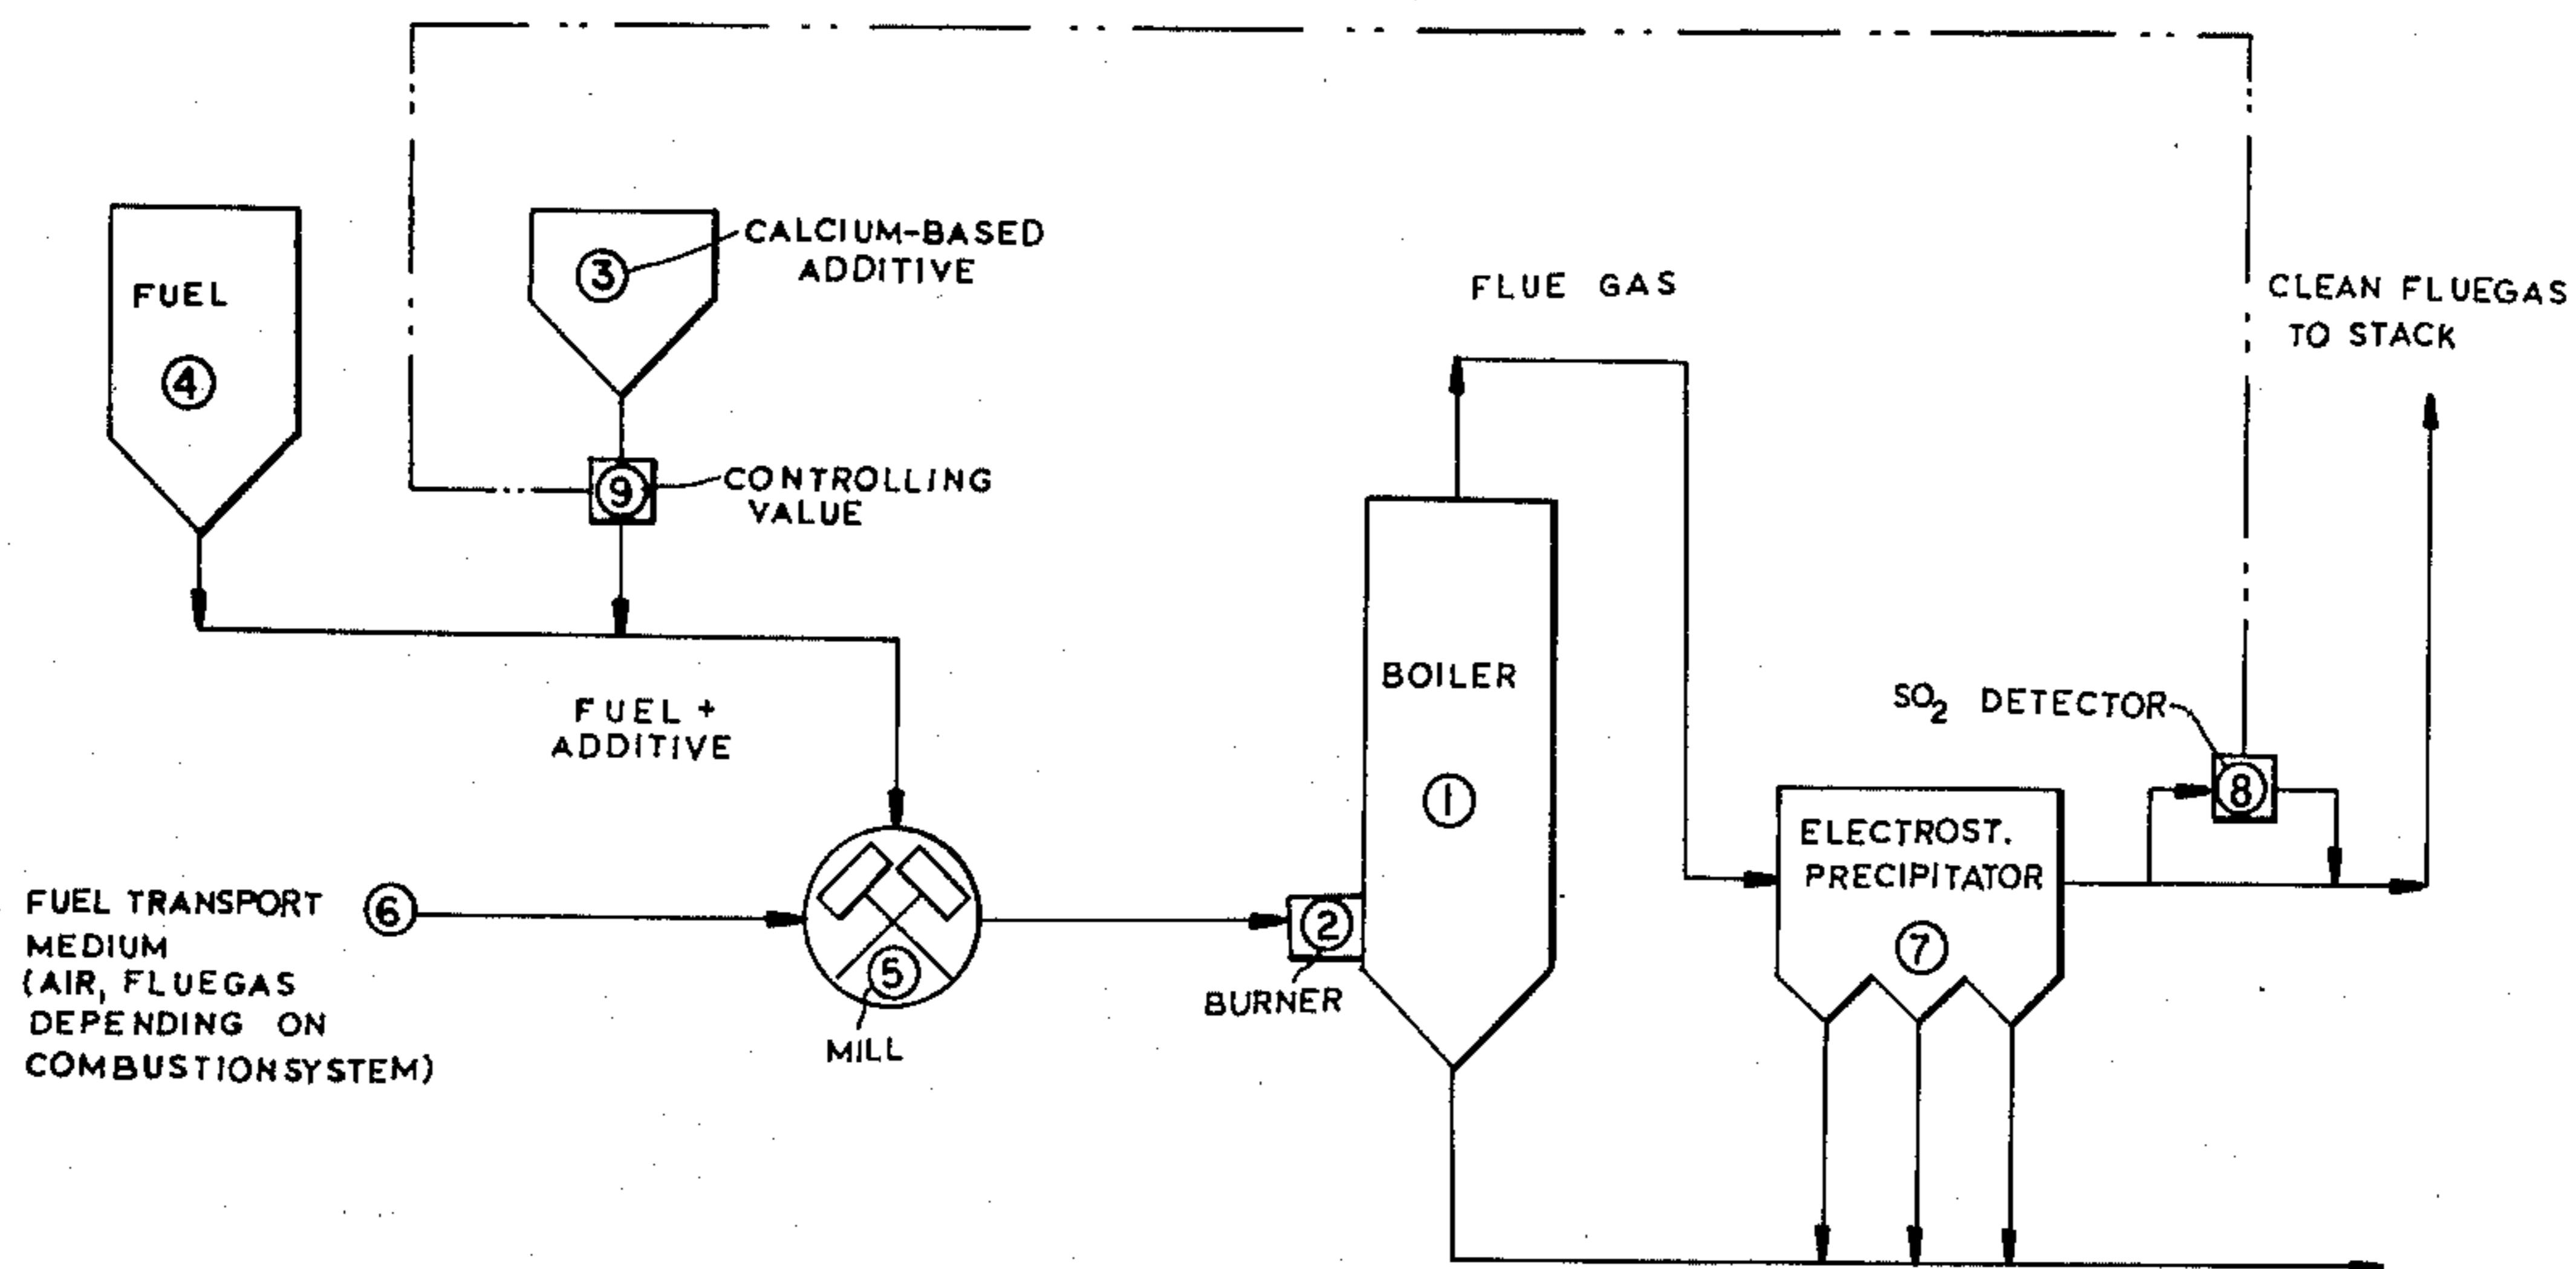 FUEL
4
3
CALCIUM-BASED
ADDITIVE
9
CONTROLLING
VALUE
FUEL +
ADDITIVE
FUEL TRANSPORT
MEDIUM
(AIR, FLUEGAS
DEPENDING ON
COMBUSTIONSYSTEM)
6
5
MILL
2
BURNER
BOILER
1
FLUE GAS
ELECTROST.
PRECIPITATOR
7
SO₂ DETECTOR
8
CLEAN FLUEGAS
TO STACK